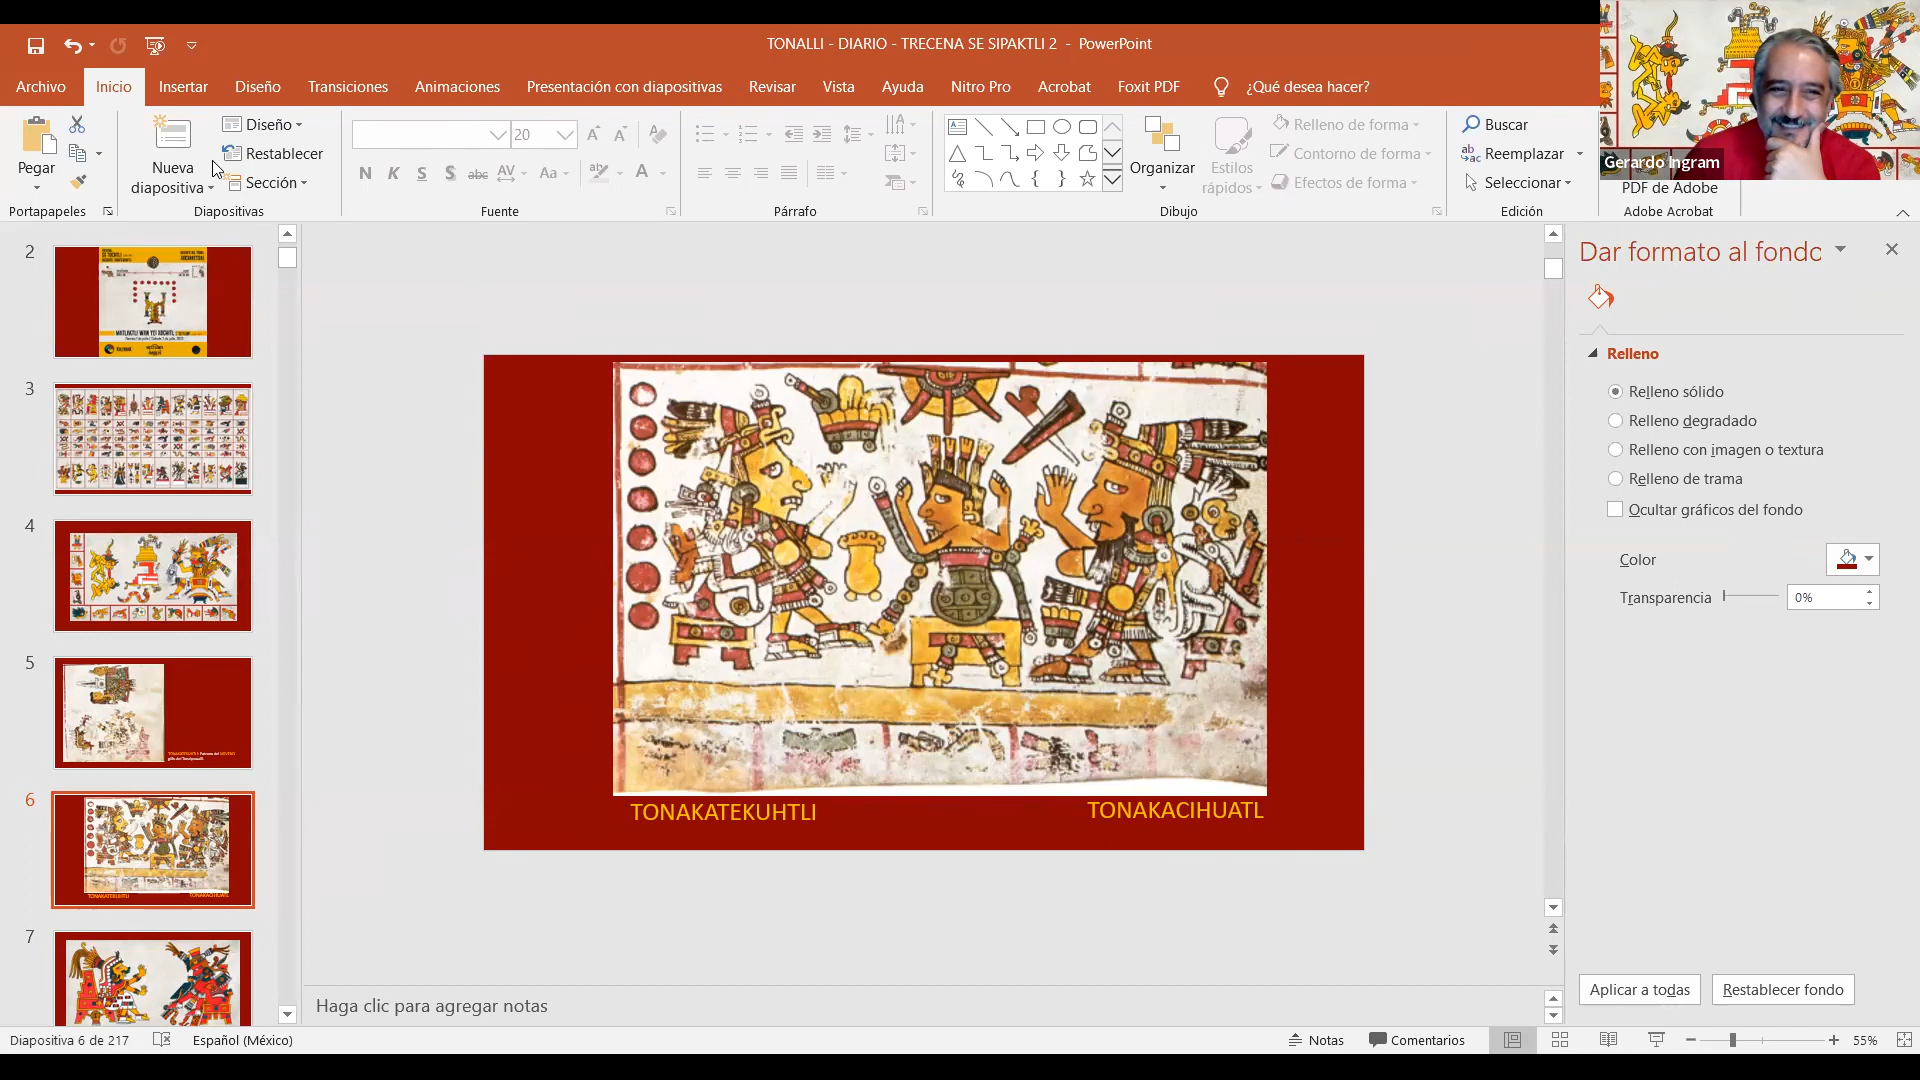 TONALLI - DIARIO - TRECENA SE SIPAKTLI 2 - PowerPoint
Archivo
Inicio
Insertar
Diseño
Transiciones
Animaciones
Presentación con diapositivas
Revisar
Vista
Ayuda
Nitro Pro
Acrobat
Foxit PDF
¿Qué desea hacer?
Gerardo Ingram
Pegar
Portapapeles
Nueva
diapositiva
Diseño
Restablecer
Sección
Diapositivas
20
N K S S abc AV Aa A
Fuente
Párrafo
Organizar
Estilos
rápidos
Relleno de forma
Contorno de forma
Efectos de forma
Dibujo
Buscar
Reemplazar
Seleccionar
Edición
PDF de Adobe
Adobe Acrobat
2
3
4
5
6
7
TONAKATEKUHTLI
TONAKACIHUATL
Dar formato al fondo
Relleno
Relleno sólido
Relleno degradado
Relleno con imagen o textura
Relleno de trama
Ocultar gráficos del fondo
Color
Transparencia
0%
Aplicar a todas
Restablecer fondo
Haga clic para agregar notas
Diapositiva 6 de 217
Español (México)
Notas
Comentarios
55%